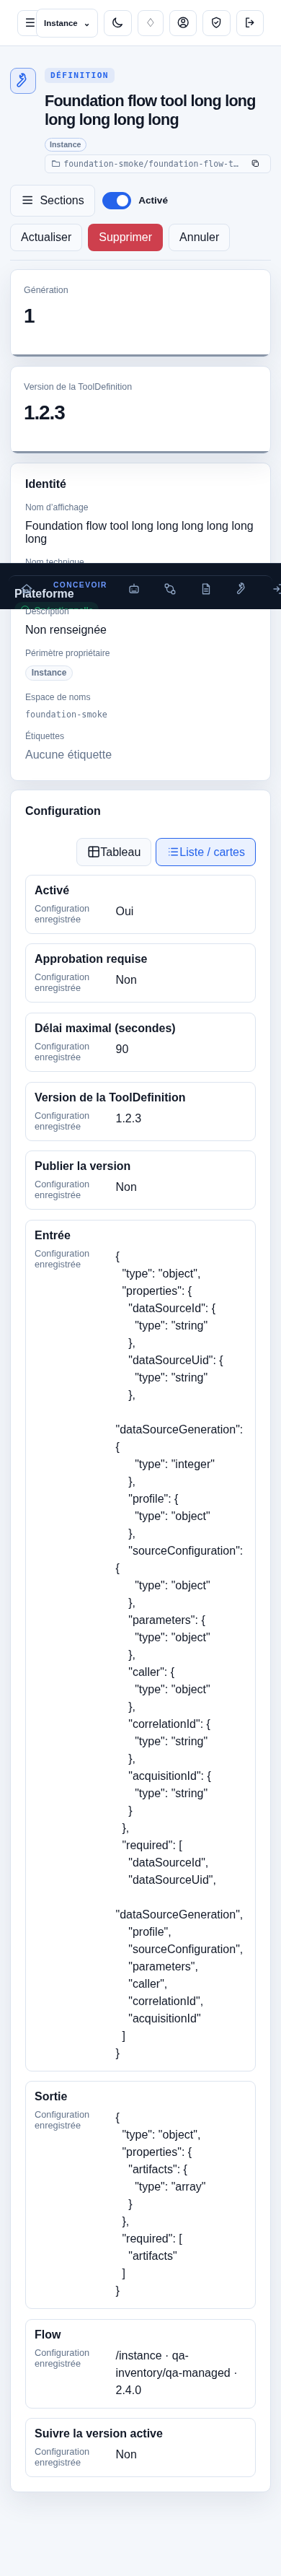 Instance
DÉFINITION
Foundation flow tool long long
long long long long
Instance
foundation-smoke/foundation-flow-t…
Sections
Activé
Actualiser
Supprimer
Annuler
Génération
1
Version de la ToolDefinition
1.2.3
Identité
Nom d'affichage
Foundation flow tool long long long long long
long
Nom technique
CONCEVOIR
Plateforme
Description
Non renseignée
Périmètre propriétaire
Instance
Espace de noms
foundation-smoke
Étiquettes
Aucune étiquette
Configuration
Tableau
Liste / cartes
Activé
Configuration
enregistrée
Oui
Approbation requise
Configuration
enregistrée
Non
Délai maximal (secondes)
Configuration
enregistrée
90
Version de la ToolDefinition
Configuration
enregistrée
1.2.3
Publier la version
Configuration
enregistrée
Non
Entrée
Configuration
enregistrée
{
"type": "object",
"properties": {
"dataSourceId": {
"type": "string"
},
"dataSourceUid": {
"type": "string"
},
"dataSourceGeneration":
{
"type": "integer"
},
"profile": {
"type": "object"
},
"sourceConfiguration":
{
"type": "object"
},
"parameters": {
"type": "object"
},
"caller": {
"type": "object"
},
"correlationId": {
"type": "string"
},
"acquisitionId": {
"type": "string"
}
},
"required": [
"dataSourceId",
"dataSourceUid",
"dataSourceGeneration",
"profile",
"sourceConfiguration",
"parameters",
"caller",
"correlationId",
"acquisitionId"
]
}
Sortie
Configuration
enregistrée
{
"type": "object",
"properties": {
"artifacts": {
"type": "array"
}
},
"required": [
"artifacts"
]
}
Flow
Configuration
enregistrée
/instance · qa-
inventory/qa-managed ·
2.4.0
Suivre la version active
Configuration
enregistrée
Non